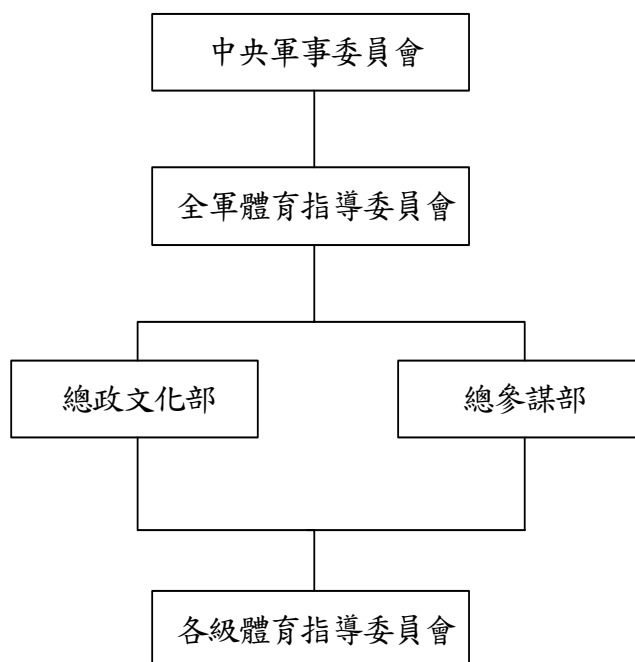 中央軍事委員會
全軍體育指導委員會
總政文化部
總參謀部
各級體育指導委員會